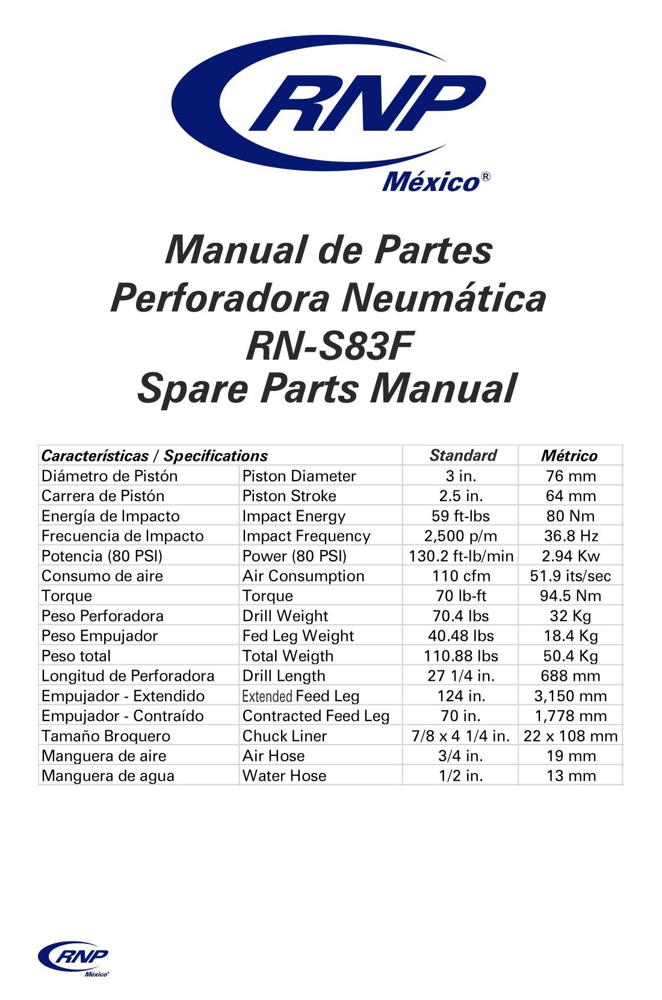 RNP
México®
Manual de Partes
Perforadora Neumática
RN-S83F
Spare Parts Manual
Características / Specifications Standard Métrico
Diámetro de Pistón Piston Diameter 3 in. 76 mm
Carrera de Pistón Piston Stroke 2.5 in. 64 mm
Energía de Impacto Impact Energy 59 ft-lbs 80 Nm
Frecuencia de Impacto Impact Frequency 2,500 p/m 36.8 Hz
Potencia (80 PSI) Power (80 PSI) 130.2 ft-lb/min 2.94 Kw
Consumo de aire Air Consumption 110 cfm 51.9 its/sec
Torque Torque 70 lb-ft 94.5 Nm
Peso Perforadora Drill Weight 70.4 lbs 32 Kg
Peso Empujador Fed Leg Weight 40.48 lbs 18.4 Kg
Peso total Total Weigth 110.88 lbs 50.4 Kg
Longitud de Perforadora Drill Length 27 1/4 in. 688 mm
Empujador - Extendido Extended Feed Leg 124 in. 3,150 mm
Empujador - Contraído Contracted Feed Leg 70 in. 1,778 mm
Tamaño Broquero Chuck Liner 7/8 x 4 1/4 in. 22 x 108 mm
Manguera de aire Air Hose 3/4 in. 19 mm
Manguera de agua Water Hose 1/2 in. 13 mm
RNP
México®